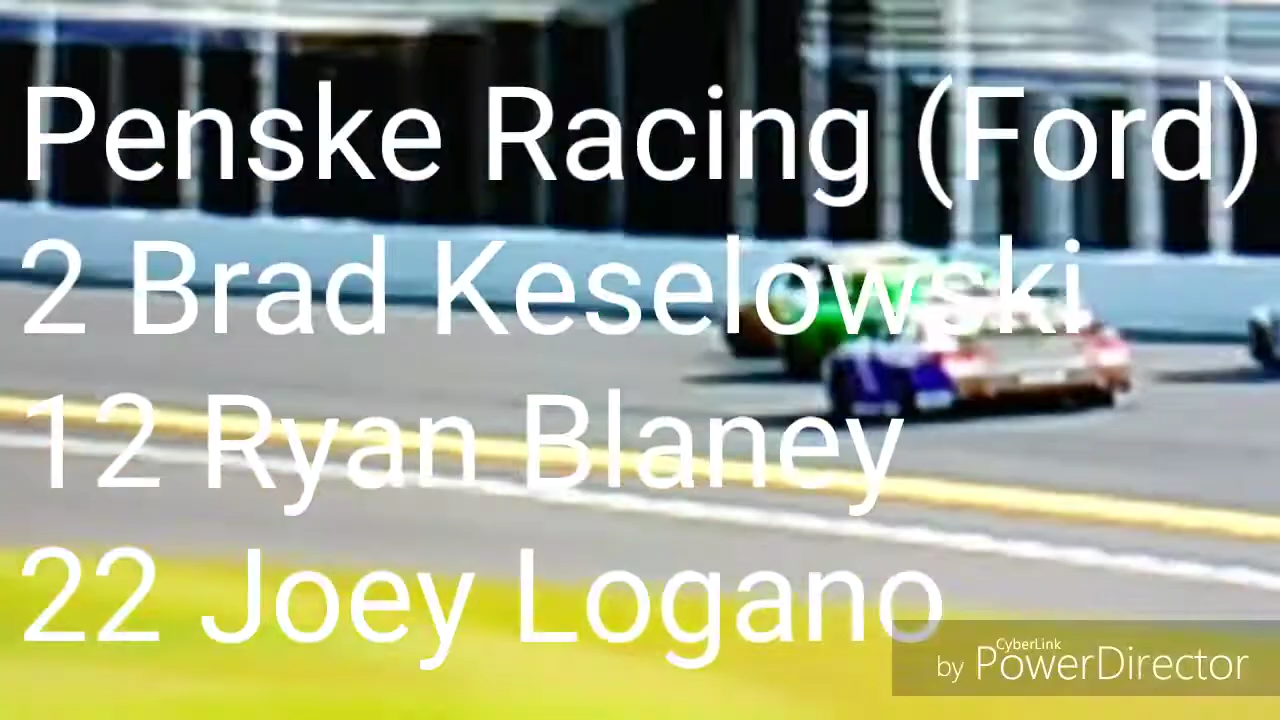 Penske Racing (Ford)
2 Brad Keselowski
12 Ryan Blaney
22 Joey Logano
CyberLink
by PowerDirector